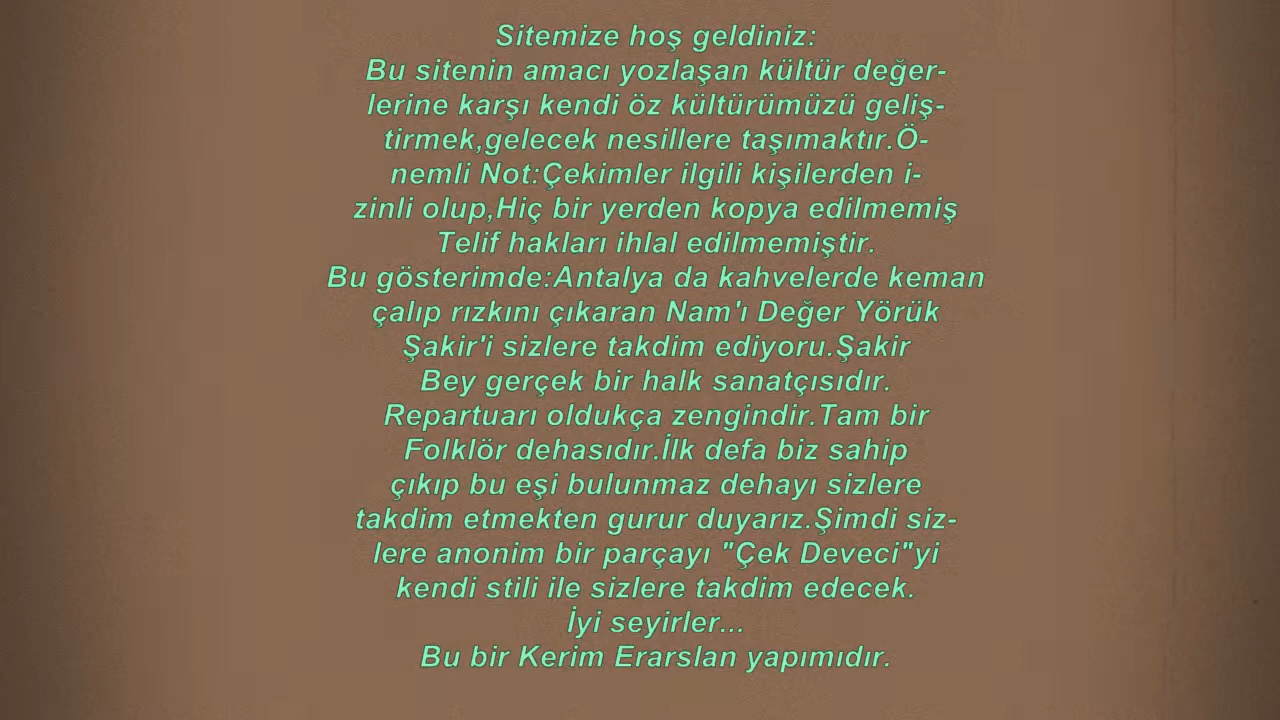 Sitemize hoş geldiniz:
Bu sitenin amacı yozlaşan kültür değer-
lerine karşı kendi öz kültürümüzü geliş-
tirmek,gelecek nesillere taşımaktır.Ö-
nemli Not:Çekimler ilgili kişilerden i-
zinli olup,Hiç bir yerden kopya edilmemiş
Telif hakları ihlal edilmemiştir.
Bu gösterimde:Antalya da kahvelerde keman
çalıp rızkını çıkaran Nam'ı Değer Yörük
Şakir'i sizlere takdim ediyoru.Şakir
Bey gerçek bir halk sanatçısıdır.
Repartuarı oldukça zengindir.Tam bir
Folklör dehasıdır.İlk defa biz sahip
çıkıp bu eşi bulunmaz dehayı sizlere
takdim etmekten gurur duyarız.Şimdi siz-
lere anonim bir parçayı "Çek Deveci"yi
kendi stili ile sizlere takdim edecek.
İyi seyirler...
Bu bir Kerim Erarslan yapımıdır.